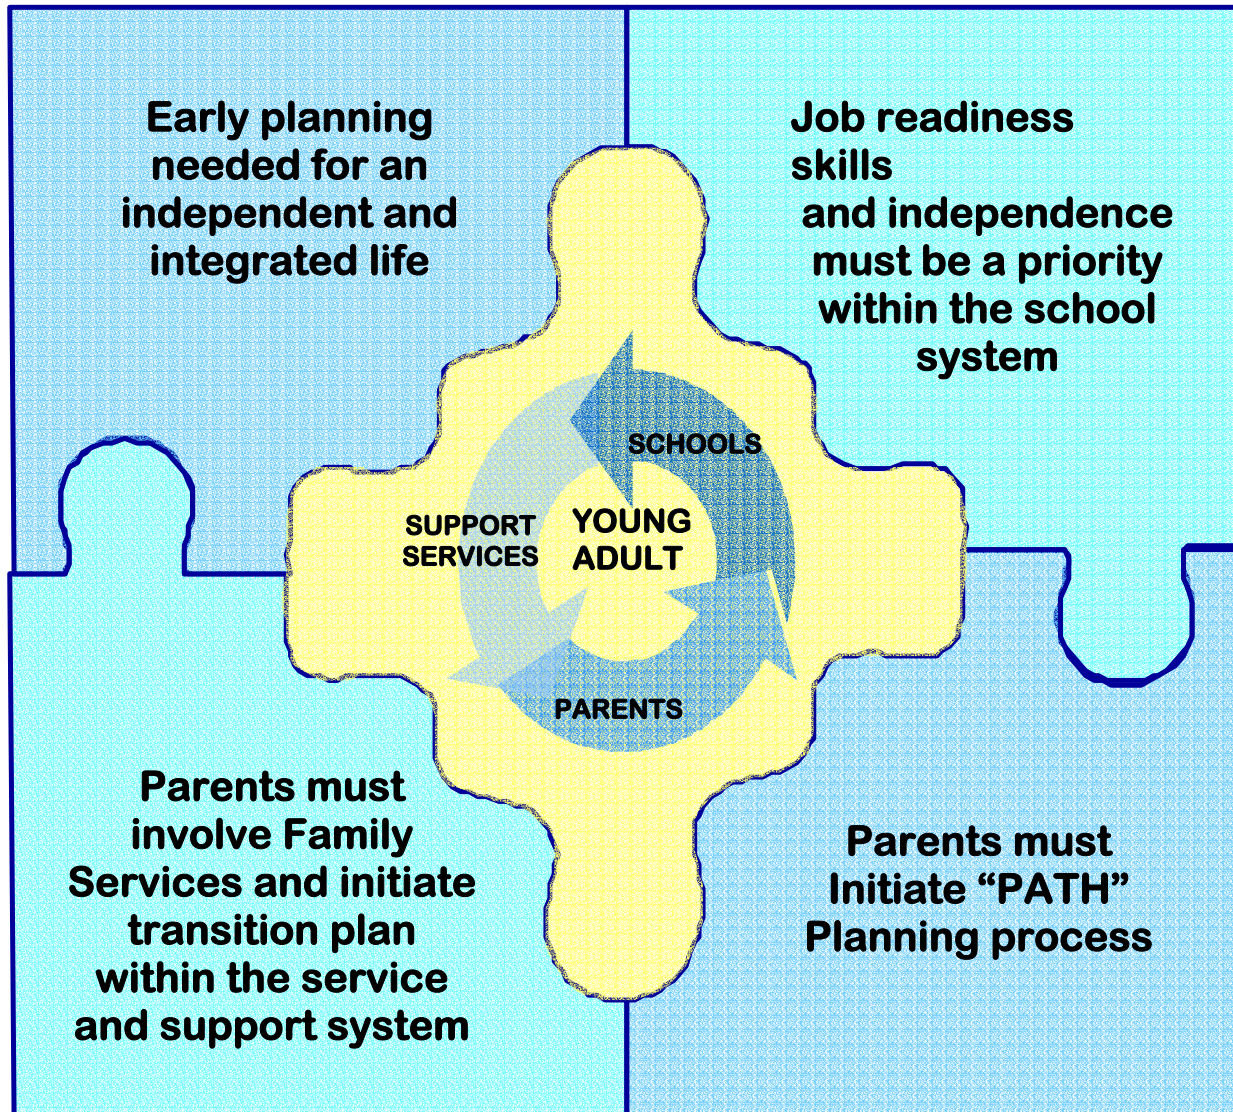 Early planning
needed for an
independent and
integrated life
Job readiness
skills
and independence
must be a priority
within the school
system
SCHOOLS
SUPPORT
SERVICES
YOUNG
ADULT
PARENTS
Parents must
involve Family
Services and initiate
transition plan
within the service
and support system
Parents must
Initiate “PATH”
Planning process